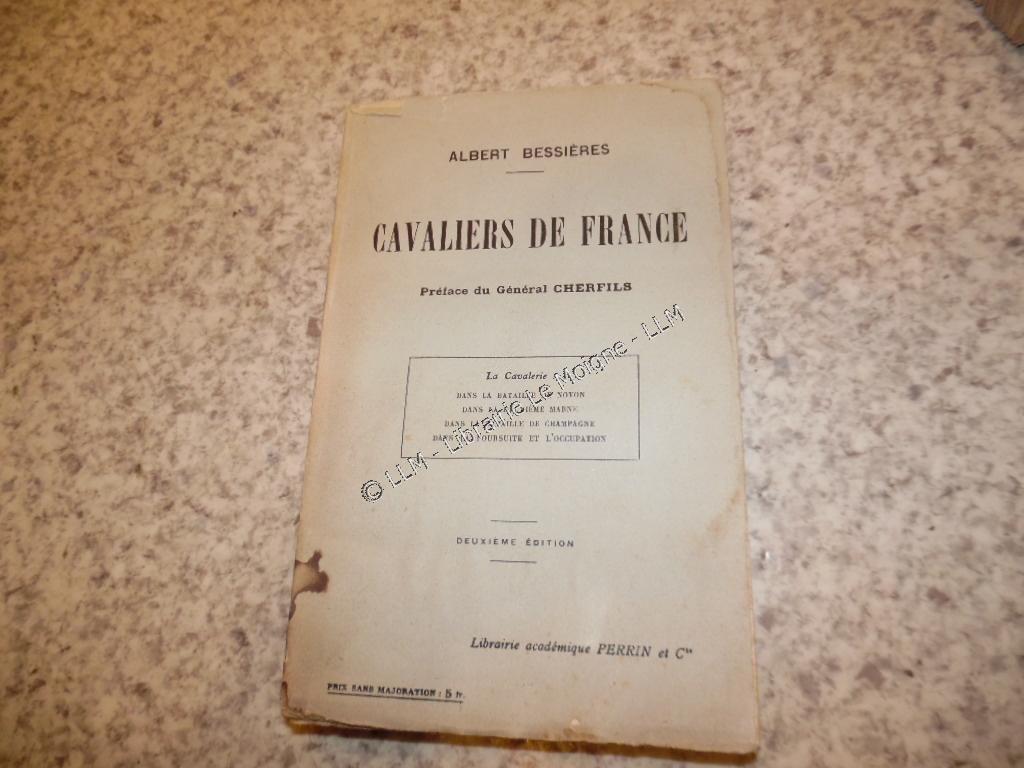 ALBERT BESSIÈRES
CAVALIERS DE FRANCE
Préface du Général CHERFILS
La Cavalerie
DANS LA BATAILLE DE NOYON
DANS LA DEUXIÈME MARNE
DANS LA BATAILLE DE CHAMPAGNE
DANS LA POURSUITE ET L'OCCUPATION
© LLM - Librairie Le Moigne - LLM
DEUXIÈME ÉDITION
Librairie académique PERRIN et Cie
PRIX SANS MAJORATION : 5 fr.